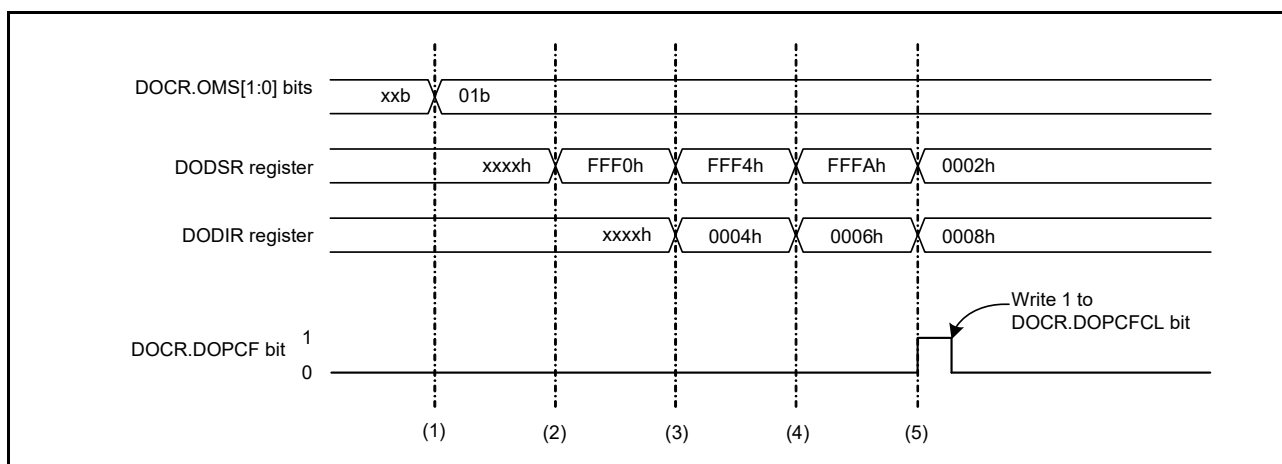 DOCR.OMS[1:0] bits xxb 01b
DODSR register xxxxh FFF0h FFF4h FFFAh 0002h
DODIR register xxxxh 0004h 0006h 0008h
Write 1 to
DOCR.DOPCFCL bit
DOCR.DOPCF bit 1
0
(1) (2) (3) (4) (5)